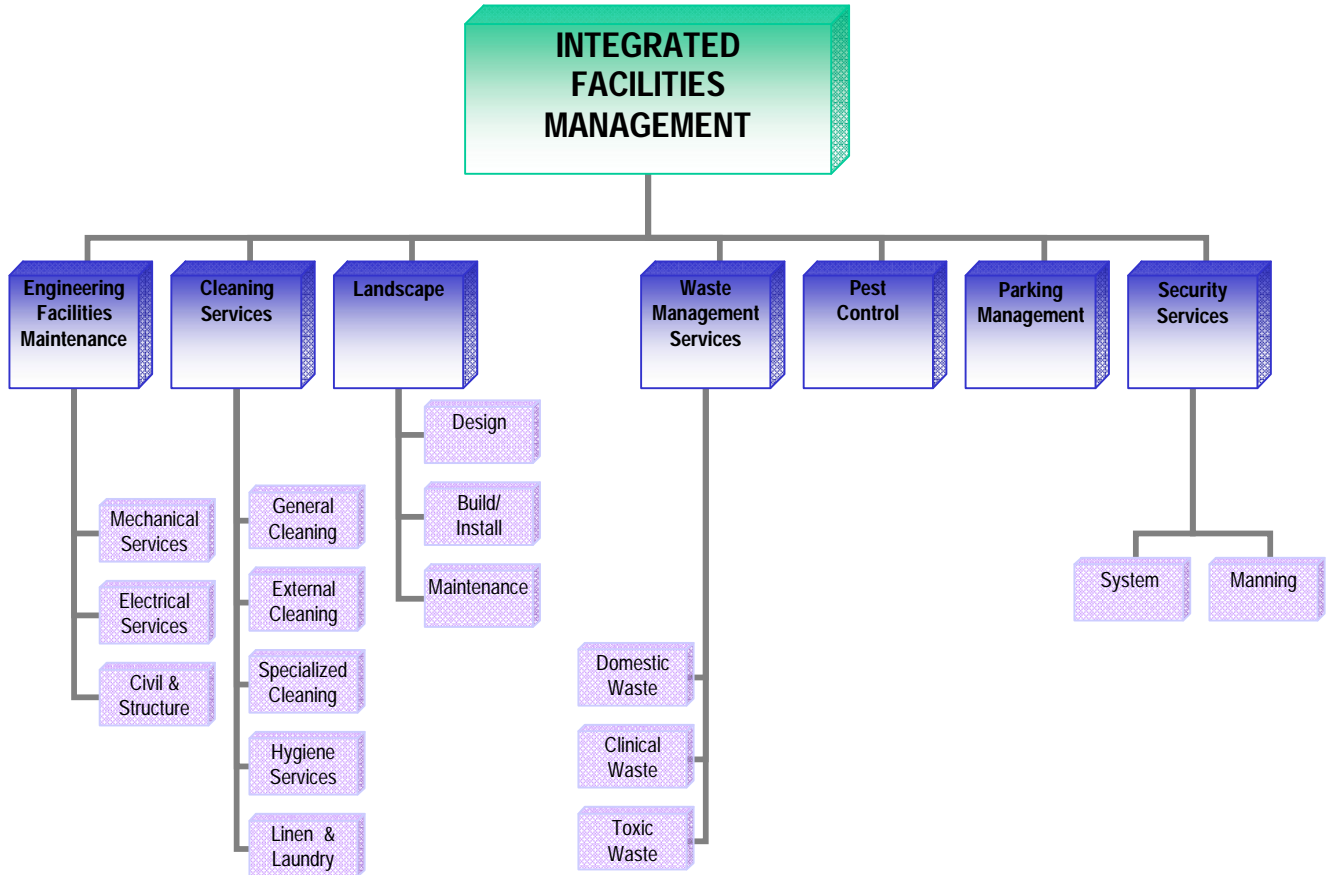 INTEGRATED
FACILITIES
MANAGEMENT
Engineering
Facilities
Maintenance
Cleaning
Services
Landscape
Waste
Management
Services
Pest
Control
Parking
Management
Security
Services
Mechanical
Services
Electrical
Services
Civil &
Structure
General
Cleaning
External
Cleaning
Specialized
Cleaning
Hygiene
Services
Linen &
Laundry
Design
Build/
Install
Maintenance
Domestic
Waste
Clinical
Waste
Toxic
Waste
System
Manning